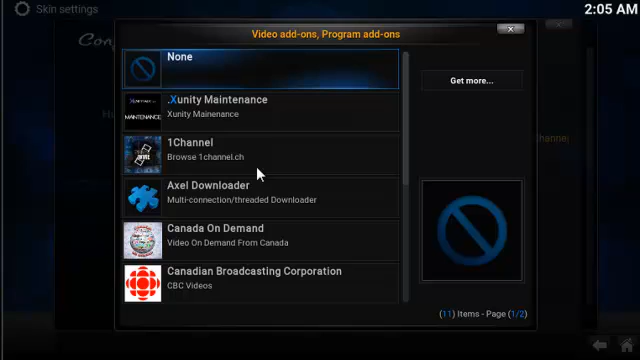 Skin settings
2:05 AM
Video add-ons, Program add-ons
None
.Xunity Maintenance
Xunity Mainenance
1Channel
Browse 1channel.ch
Axel Downloader
Multi-connection/threaded Downloader
Canada On Demand
Video On Demand From Canada
Canadian Broadcasting Corporation
CBC Videos
Get more...
(11) Items - Page (1/2)
MAINTENANCE
Channel